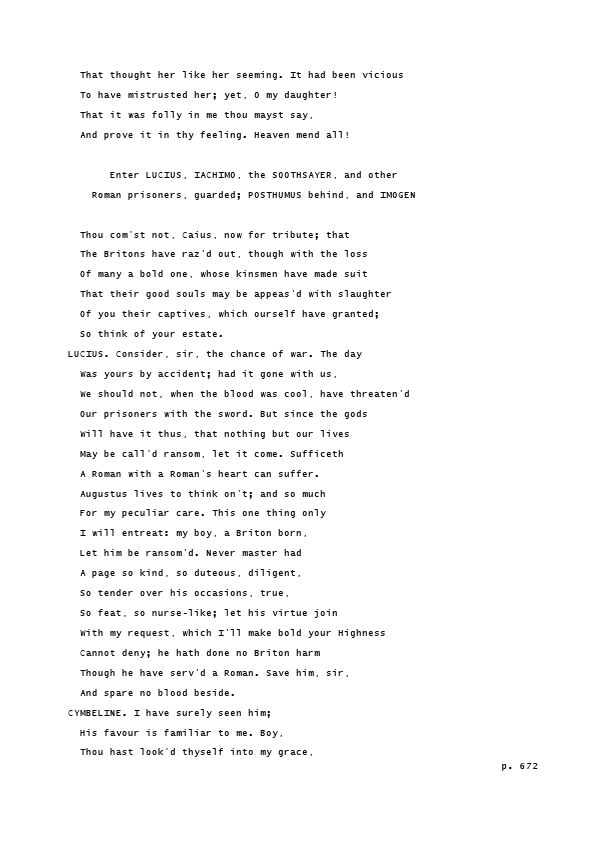 That thought her like her seeming. It had been vicious
To have mistrusted her; yet, O my daughter!
That it was folly in me thou mayst say,
And prove it in thy feeling. Heaven mend all!
Enter LUCIUS, IACHIMO, the SOOTHSAYER, and other
Roman prisoners, guarded; POSTHUMUS behind, and IMOGEN
Thou com'st not, Caius, now for tribute; that
The Britons have raz'd out, though with the loss
Of many a bold one, whose kinsmen have made suit
That their good souls may be appeas'd with slaughter
Of you their captives, which ourself have granted;
So think of your estate.
LUCIUS. Consider, sir, the chance of war. The day
Was yours by accident; had it gone with us,
We should not, when the blood was cool, have threaten'd
Our prisoners with the sword. But since the gods
Will have it thus, that nothing but our lives
May be call'd ransom, let it come. Sufficeth
A Roman with a Roman's heart can suffer.
Augustus lives to think on't; and so much
For my peculiar care. This one thing only
I will entreat: my boy, a Briton born,
Let him be ransom'd. Never master had
A page so kind, so duteous, diligent,
So tender over his occasions, true,
So feat, so nurse-like; let his virtue join
With my request, which I'll make bold your Highness
Cannot deny; he hath done no Briton harm
Though he have serv'd a Roman. Save him, sir,
And spare no blood beside.
CYMBELINE. I have surely seen him;
His favour is familiar to me. Boy,
Thou hast look'd thyself into my grace,
p. 672